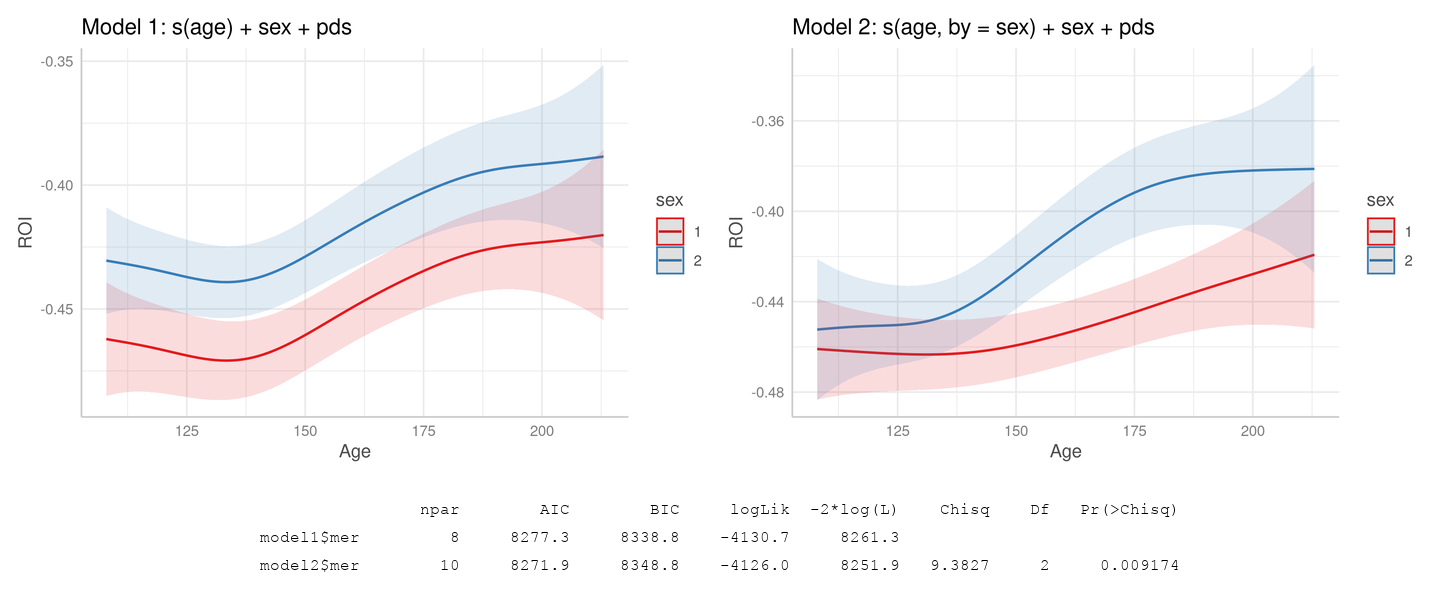 Model 1: s(age) + sex + pds
-0.35
-0.40
-0.45
ROI
125 150 175 200
Age
sex
1
2
Model 2: s(age, by = sex) + sex + pds
-0.36
-0.40
-0.44
-0.48
ROI
125 150 175 200
Age
sex
1
2
npar AIC BIC logLik -2*log(L) Chisq Df Pr(>Chisq)
model1$mer 8 8277.3 8338.8 -4130.7 8261.3
model2$mer 10 8271.9 8348.8 -4126.0 8251.9 9.3827 2 0.009174